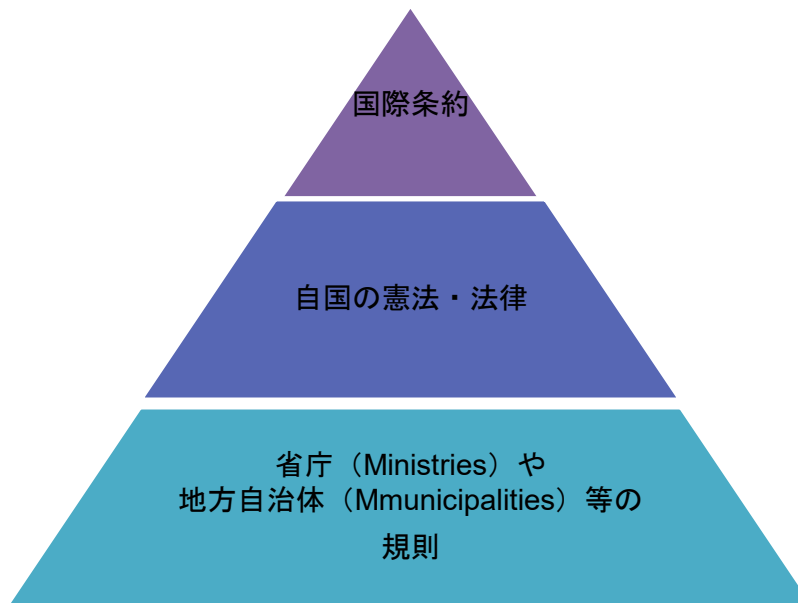 国際条約
自国の憲法・法律
省庁（Ministries）や
地方自治体（Mmunicipalities）等の
規則